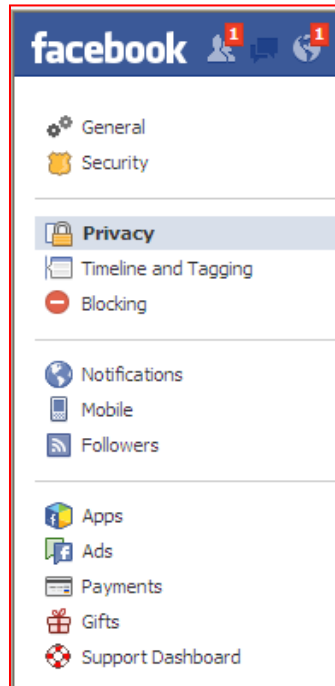 facebook 1 1
General
Security
Privacy
Timeline and Tagging
Blocking
Notifications
Mobile
Followers
Apps
Ads
Payments
Gifts
Support Dashboard